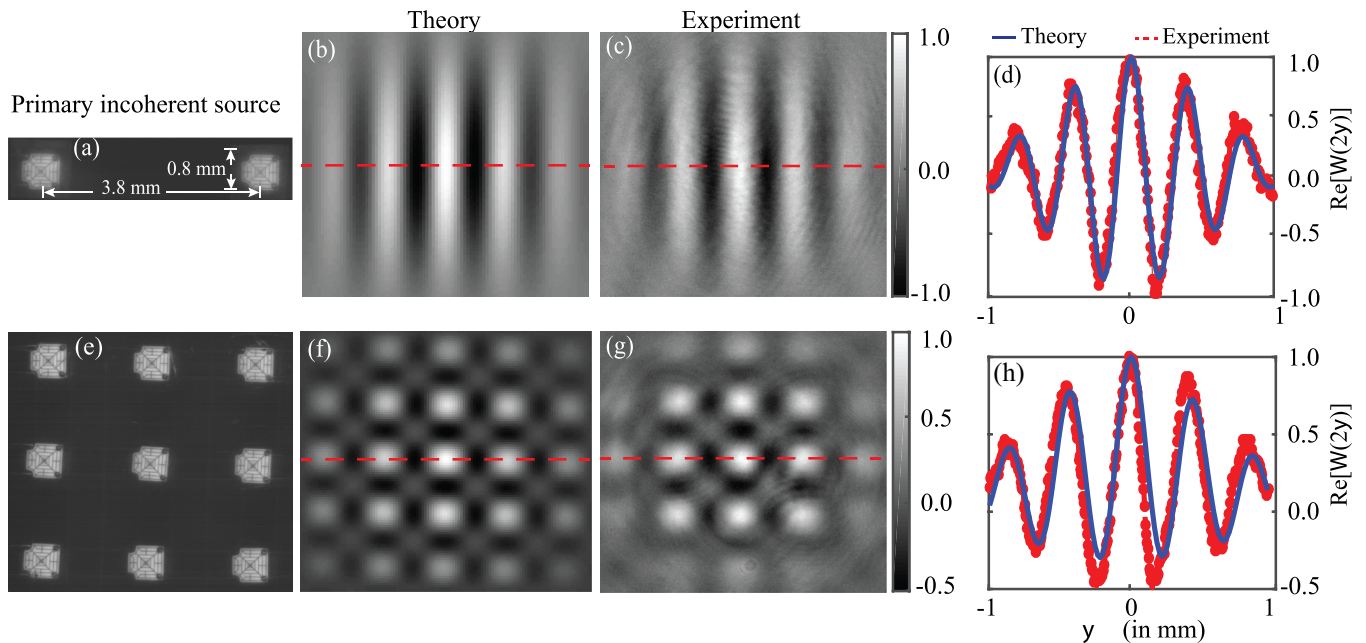 Theory
Experiment
Primary incoherent source
(a)
0.8 mm
3.8 mm
(b)
(c)
1.0
0.0
-1.0
Theory
Experiment
(d)
1.0
0.5
0.0
-0.5
-1.0
Re[W(2y)]
-1
0
1
(e)
(f)
(g)
1.0
0.5
0.0
-0.5
(h)
1.0
0.5
0.0
-0.5
Re[W(2y)]
-1
0
1
y (in mm)